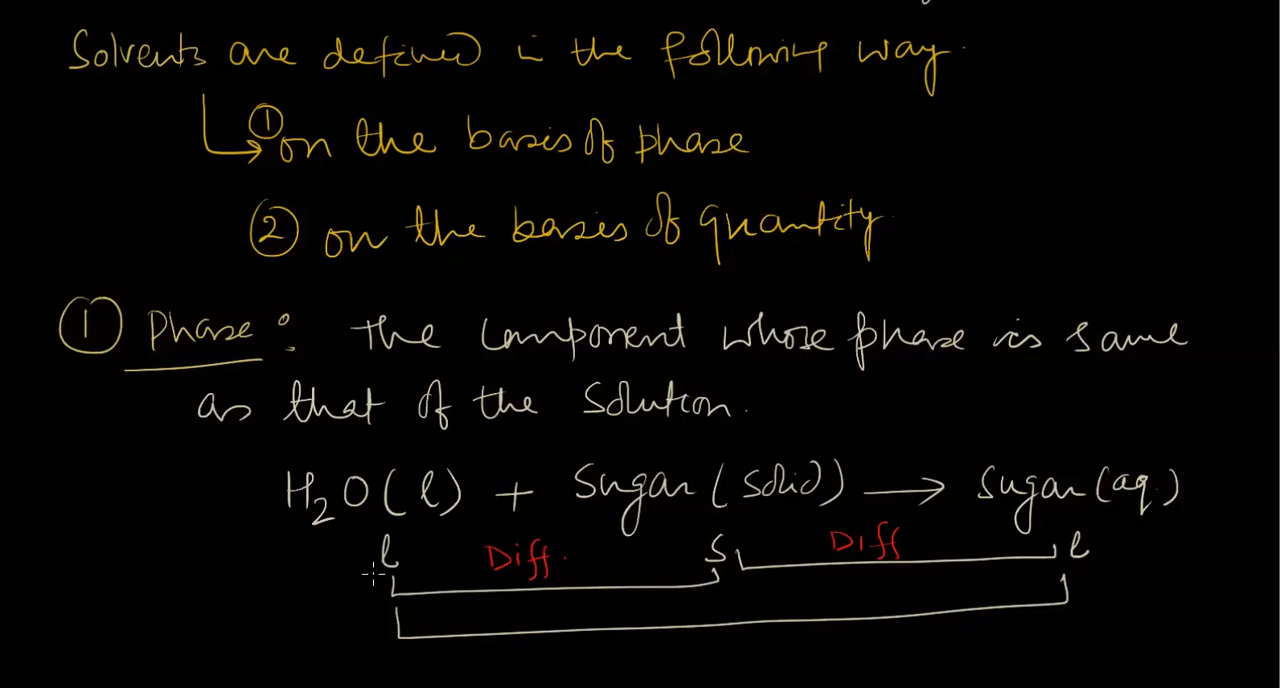 Solvents are defined in the following way.
① on the basis of phase
② on the basis of quantity
① Phase : The component whose phase is same
as that of the solution.
H₂O(l) + Sugar(solid) → Sugar(aq.)
l Diff. S Diff l